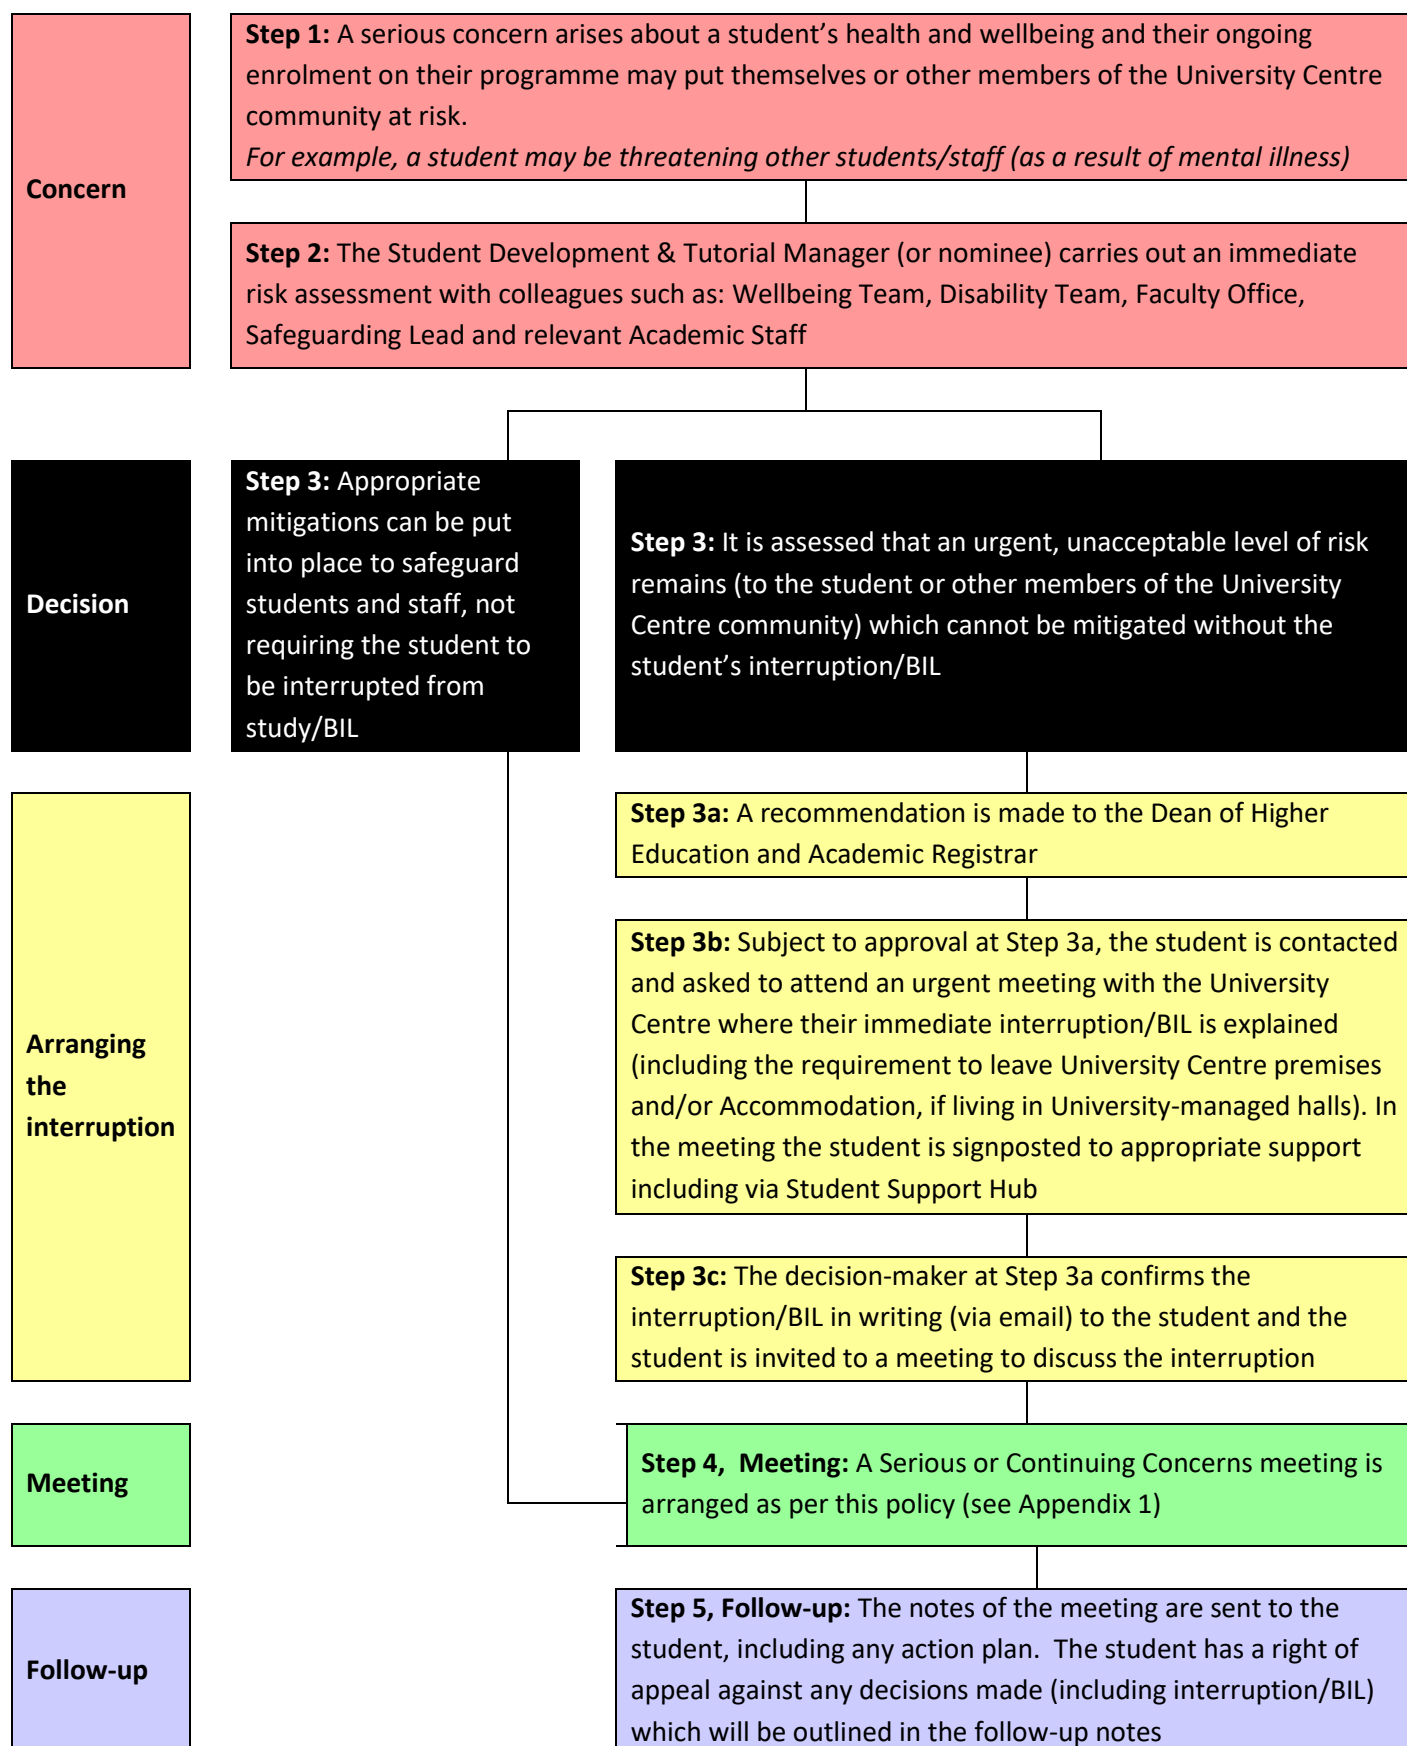 Concern
Step 1: A serious concern arises about a student’s health and wellbeing and their ongoing
enrolment on their programme may put themselves or other members of the University Centre
community at risk.
For example, a student may be threatening other students/staff (as a result of mental illness)
Step 2: The Student Development & Tutorial Manager (or nominee) carries out an immediate
risk assessment with colleagues such as: Wellbeing Team, Disability Team, Faculty Office,
Safeguarding Lead and relevant Academic Staff
Decision
Step 3: Appropriate
mitigations can be put
into place to safeguard
students and staff, not
requiring the student to
be interrupted from
study/BIL
Step 3: It is assessed that an urgent, unacceptable level of risk
remains (to the student or other members of the University
Centre community) which cannot be mitigated without the
student’s interruption/BIL
Arranging
the
interruption
Step 3a: A recommendation is made to the Dean of Higher
Education and Academic Registrar
Step 3b: Subject to approval at Step 3a, the student is contacted
and asked to attend an urgent meeting with the University
Centre where their immediate interruption/BIL is explained
(including the requirement to leave University Centre premises
and/or Accommodation, if living in University-managed halls). In
the meeting the student is signposted to appropriate support
including via Student Support Hub
Step 3c: The decision-maker at Step 3a confirms the
interruption/BIL in writing (via email) to the student and the
student is invited to a meeting to discuss the interruption
Meeting
Step 4,  Meeting: A Serious or Continuing Concerns meeting is
arranged as per this policy (see Appendix 1)
Follow-up
Step 5, Follow-up: The notes of the meeting are sent to the
student, including any action plan.  The student has a right of
appeal against any decisions made (including interruption/BIL)
which will be outlined in the follow-up notes